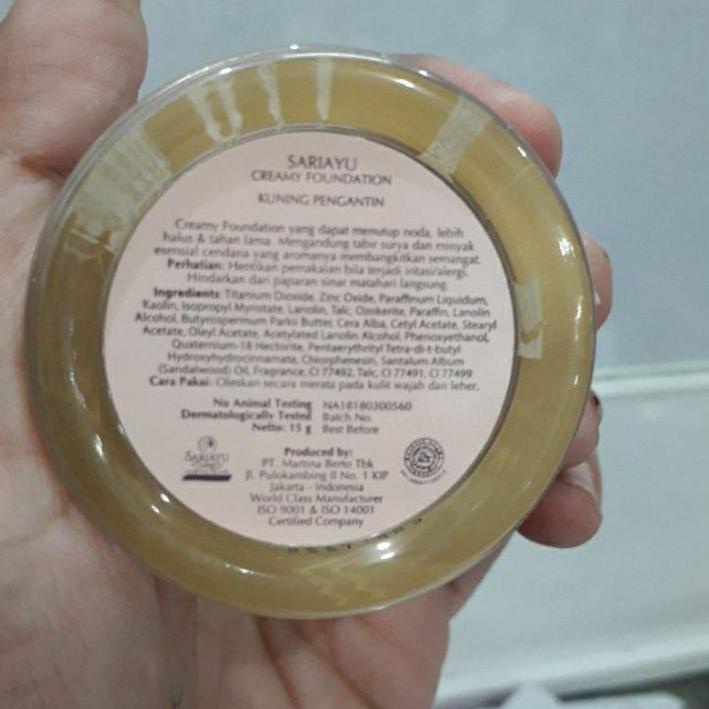 SARIAYU
CREAMY FOUNDATION
KUNING PENGANTIN
Creamy Foundation yang dapat menutup noda, lebih
halus & tahan lama. Mengandung tabir surya dan minyak
esensial cendana yang aromanya membangkitkan semangat.
Perhatian: Hentikan pemakaian bila terjadi iritasi/alergi.
Hindarkan dari paparan sinar matahari langsung.
Ingredients: Titanium Dioxide, Zinc Oxide, Paraffinum Liquidum,
Kaolin, Isopropyl Myristate, Lanolin, Talc, Ozokerite, Paraffin, Lanolin
Alcohol, Butyrospermum Parkii Butter, Cera Alba, Cetyl Acetate, Stearyl
Acetate, Oleyl Acetate, Acetylated Lanolin Alcohol, Phenoxyethanol,
Quaternium-18 Hectorite, Pentaerythrityl Tetra-di-t-butyl
Hydroxyhydrocinnamate, Chlorphenesin, Santalum Album
(Sandalwood) Oil, Fragrance, CI 77492, Talc, CI 77491, CI 77499
Cara Pakai: Oleskan secara merata pada kulit wajah dan leher.
No Animal Testing NA18180300560
Dermatologically Tested Batch No
Netto: 15 g Best Before
SARIAYU
Produced by:
PT. Martina Berto Tbk
Jl. Pulokambing II No. 1 KIP
Jakarta - Indonesia
World Class Manufacturer
ISO 9001 & ISO 14001
Certified Company